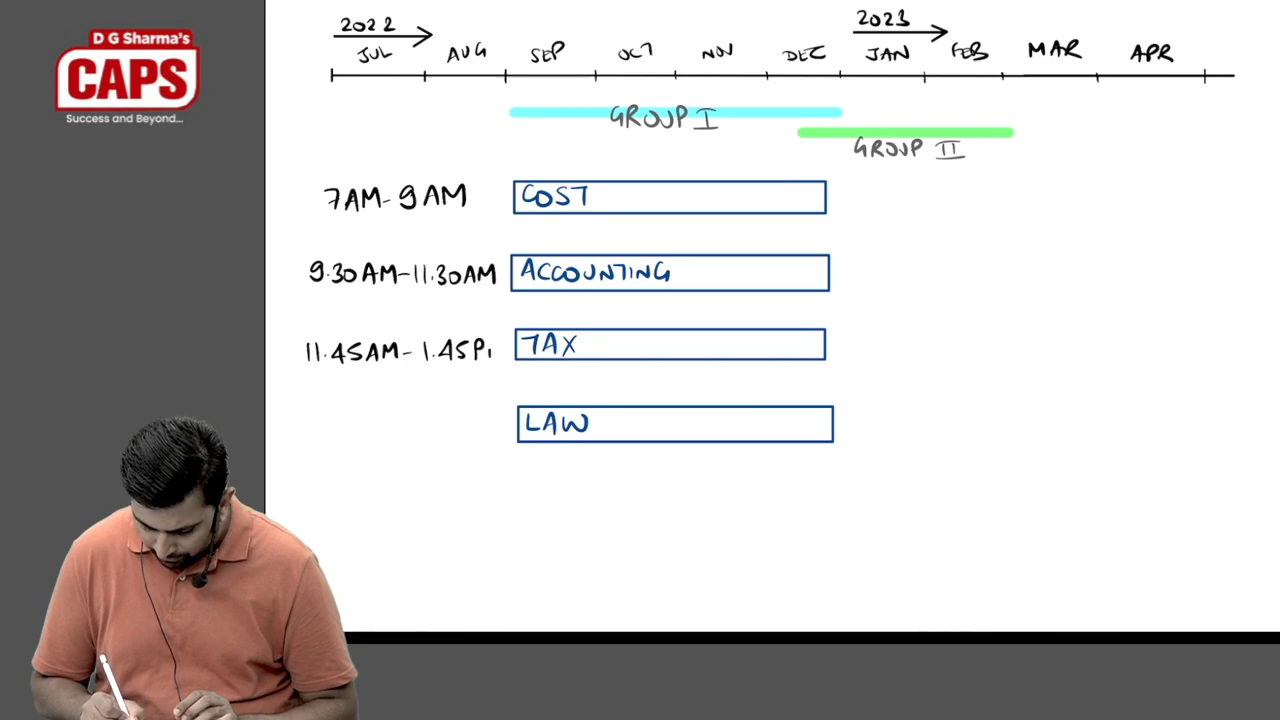 D G Sharma's
CAPS
Success and Beyond...
2022
2023
JUL AUG SEP OCT NOV DEC JAN FEB MAR APR
GROUP I
GROUP II
7AM - 9AM COST
9.30AM - 11.30AM ACCOUNTING
11.45AM - 1.45P TAX
LAW